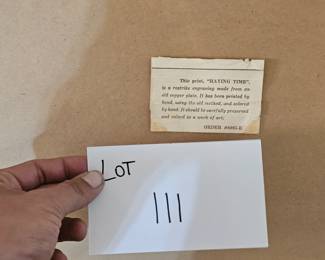 This print, "HAYING TIME",
is a restrike engraving made from an
old copper plate. It has been printed by
hand, using the old method, and colored
by hand. It should be carefully preserved
and valued as a work of art.
ORDER
LOT
111